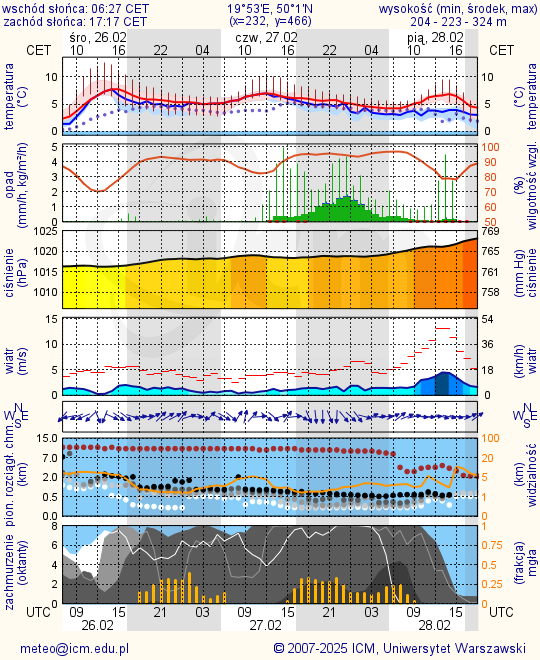 wschód słońca: 06:27 CET 19°53'E, 50°1'N wysokość (min, środek, max)
zachód słońca: 17:17 CET (x=232, y=466) 204 - 223 - 324 m
śro, 26.02 czw, 27.02 pią, 28.02
CET 10 16 22 04 10 16 22 04 10 16 CET
temperatura (°C)
10
5
0
10
5
0
(°C) temperatura
opad (mm/h, kg/m²/h)
5
4
3
2
1
0
100
90
80
70
60
50
(%) wilgotność wzgl.
ciśnienie (hPa)
1025
1020
1015
1010
769
765
761
758
(mm Hg) ciśnienie
wiatr (m/s)
15
10
5
0
54
36
18
0
(km/h) wiatr
N
W E
S
N
W E
S
pion. rozciągł. chm. (km)
15.0
7.0
2.0
0.5
0.0
100
20
5
1
0
(km) widzialność
zachmurzenie (oktanty)
8
6
4
2
0
1
0.75
0.5
0.25
0
(frakcja) mgła
UTC 09 15 21 03 09 15 21 03 09 15 UTC
26.02 27.02 28.02
meteo@icm.edu.pl © 2007-2025 ICM, Uniwersytet Warszawski